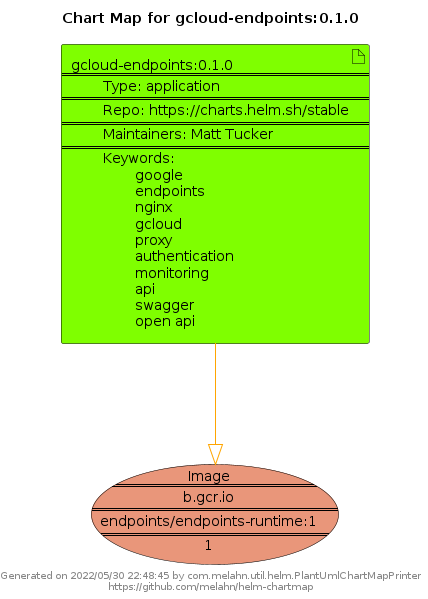 Chart Map for gcloud-endpoints:0.1.0
gcloud-endpoints:0.1.0
Type: application
Repo: https://charts.helm.sh/stable
Maintainers: Matt Tucker
Keywords:
google
endpoints
nginx
gcloud
proxy
authentication
monitoring
api
swagger
open api
Image
b.gcr.io
endpoints/endpoints-runtime:1
1
Generated on 2022/05/30 22:48:45 by com.melahn.util.helm.PlantUmlChartMapPrinter
https://github.com/melahn/helm-chartmap